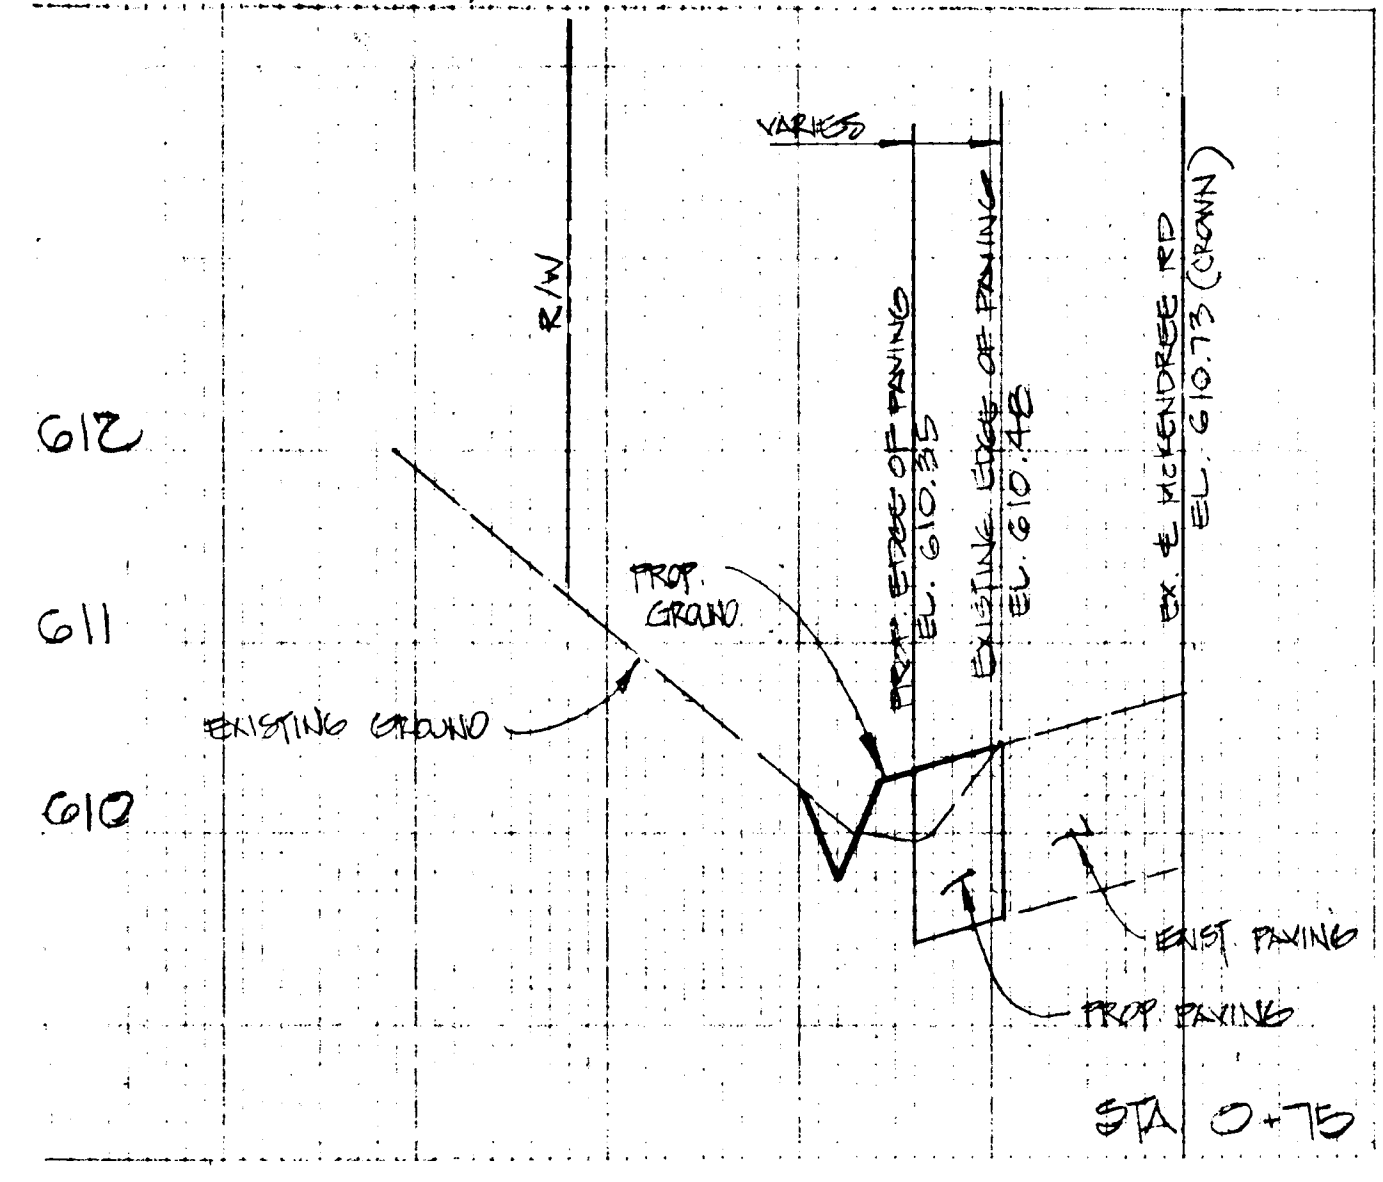 VARIES
R/W
PROP. EDGE OF PAVING
EL. 610.35
EXISTING EDGE OF PAVING
EL. 610.48
EX. ℄ McKENDREE RD
EL. 610.73 (CROWN)
612
611
610
PROP.
GROUND
EXISTING GROUND
EXIST. PAVING
PROP. PAVING
STA 0+75